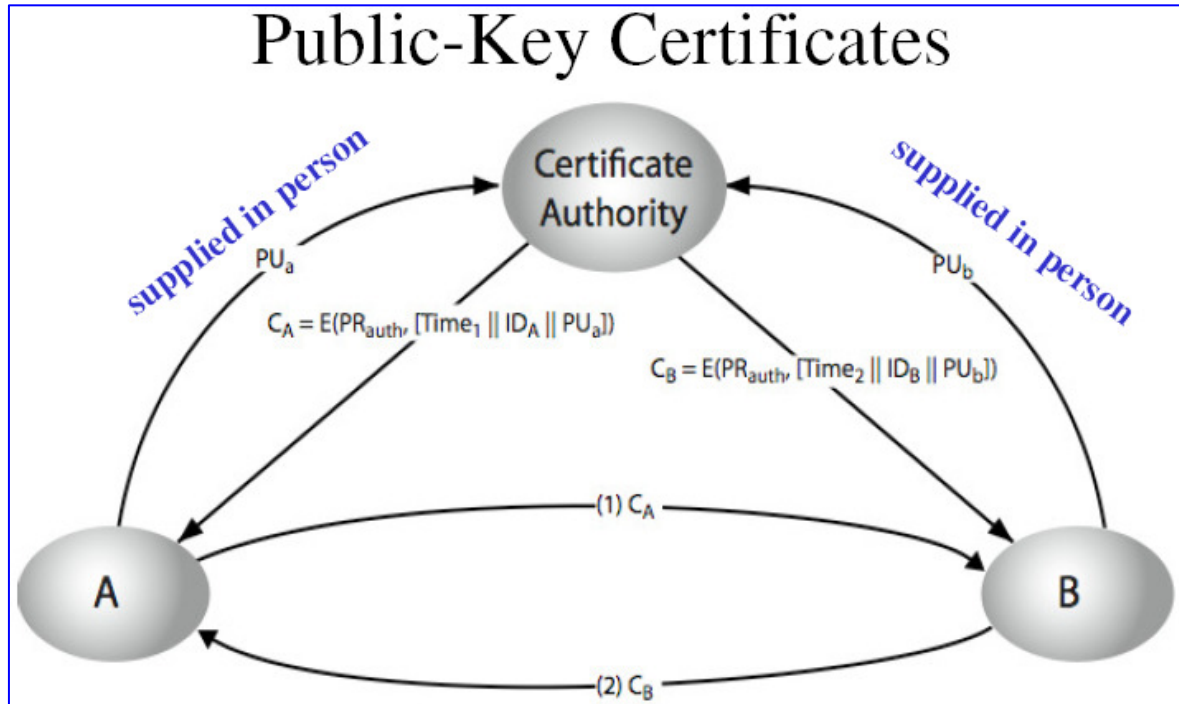 Public-Key Certificates
supplied in person
supplied in person
Certificate
Authority
PUa
PUb
CA = E(PRauth, [Time1 || IDA || PUa])
CB = E(PRauth, [Time2 || IDB || PUb])
(1) CA
A
B
(2) CB